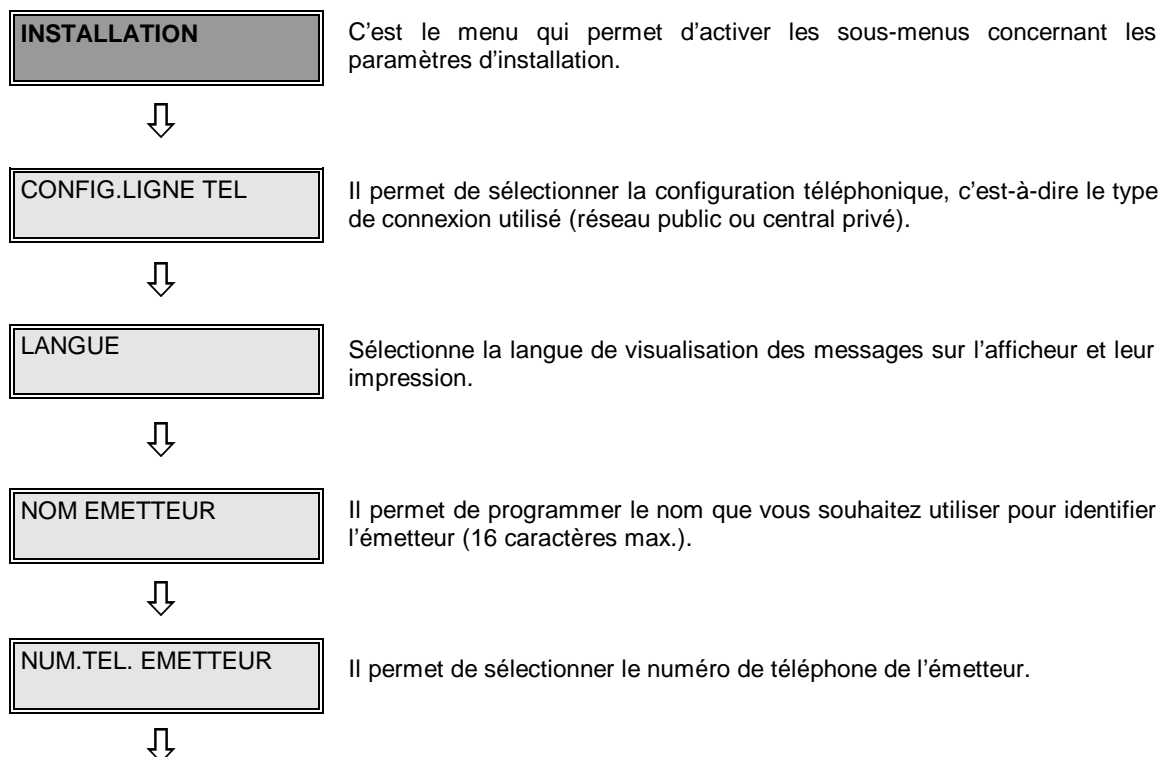 INSTALLATION
C’est le menu qui permet d’activer les sous-menus concernant les
paramètres d’installation.
CONFIG.LIGNE TEL
Il permet de sélectionner la configuration téléphonique, c’est-à-dire le type
de connexion utilisé (réseau public ou central privé).
LANGUE
Sélectionne la langue de visualisation des messages sur l’afficheur et leur
impression.
NOM EMETTEUR
Il permet de programmer le nom que vous souhaitez utiliser pour identifier
l’émetteur (16 caractères max.).
NUM.TEL. EMETTEUR
Il permet de sélectionner le numéro de téléphone de l’émetteur.